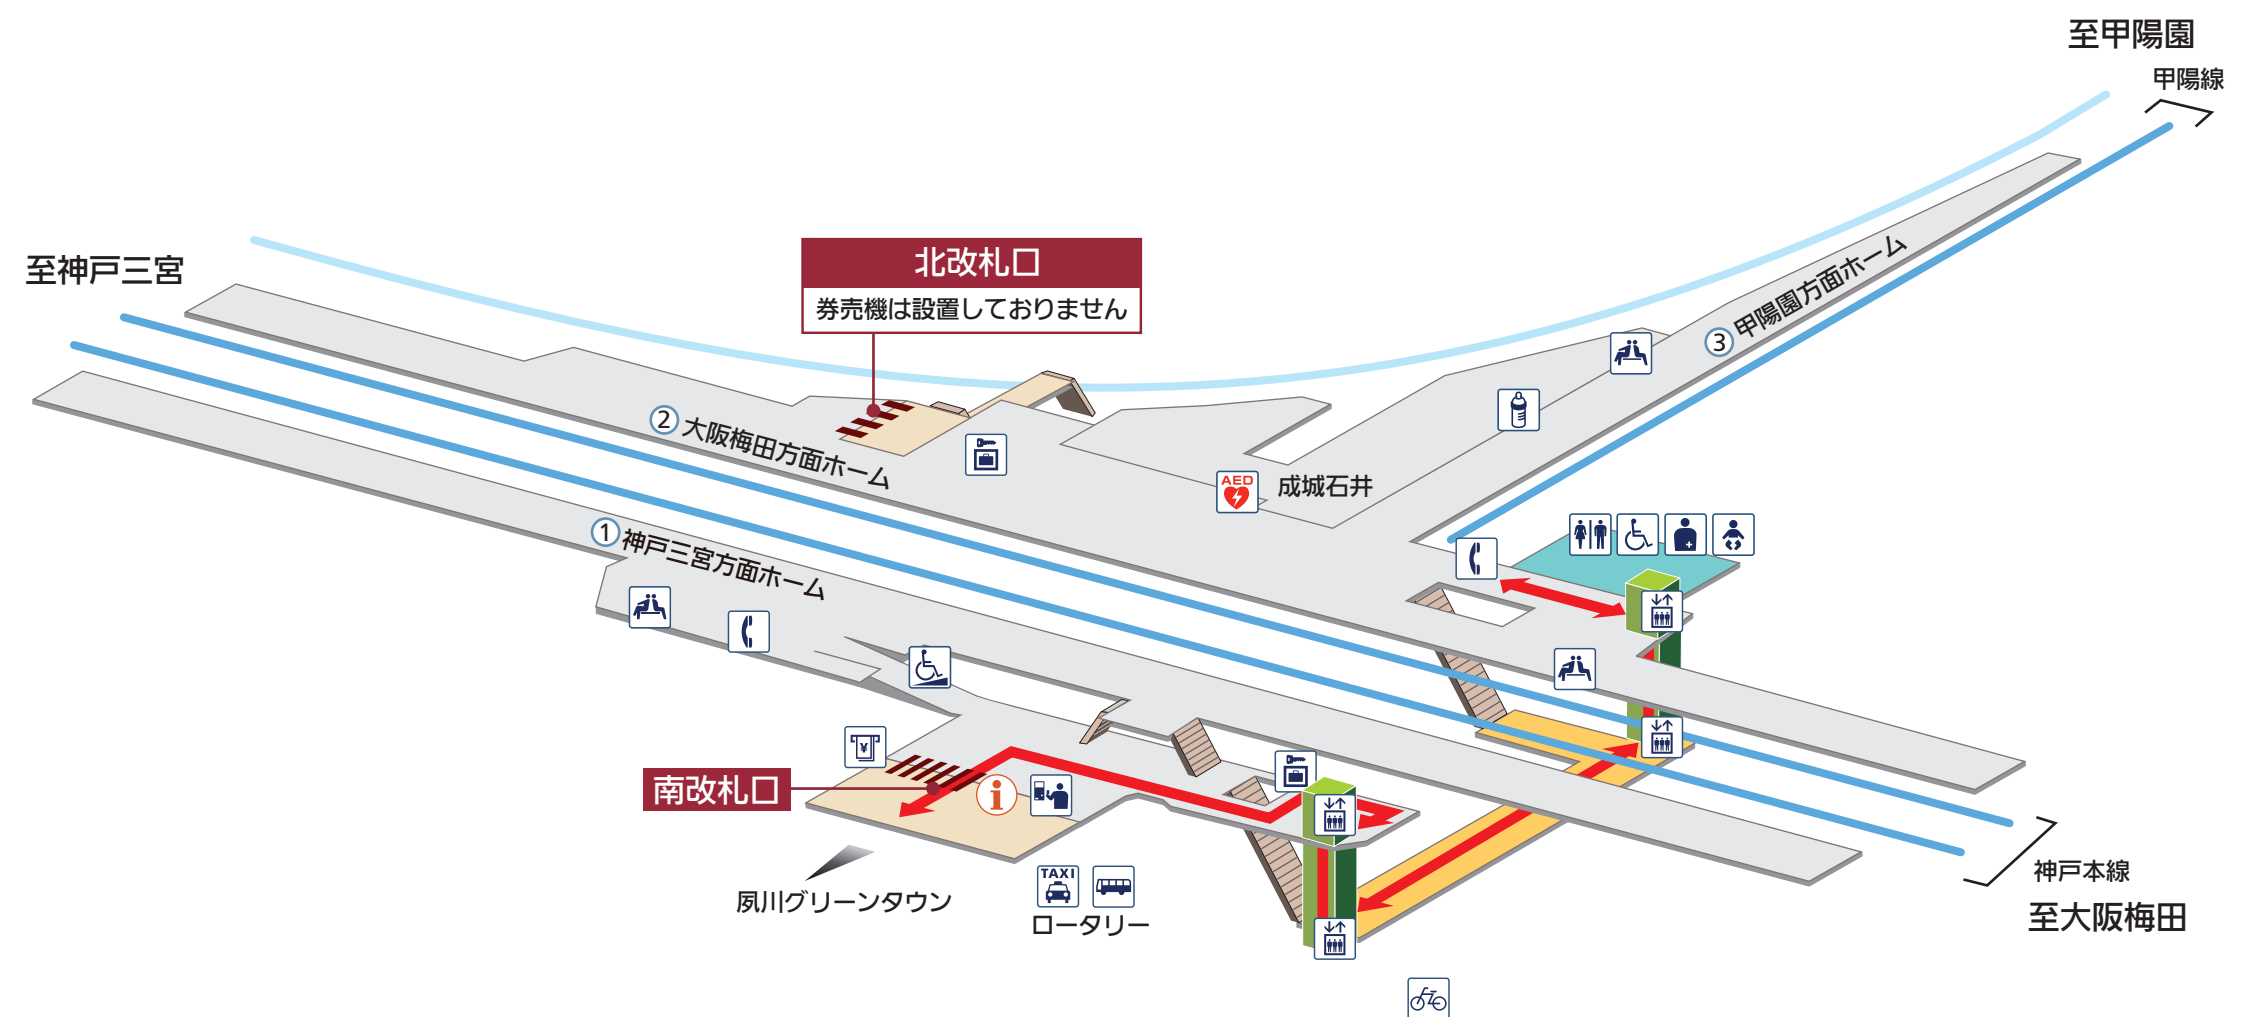 至甲陽園
甲陽線
至神戸三宮
北改札口
券売機は設置しておりません
③ 甲陽園方面ホーム
② 大阪梅田方面ホーム
AED
成城石井
① 神戸三宮方面ホーム
¥
南改札口
i
TAXI
夙川グリーンタウン
ロータリー
神戸本線
至大阪梅田